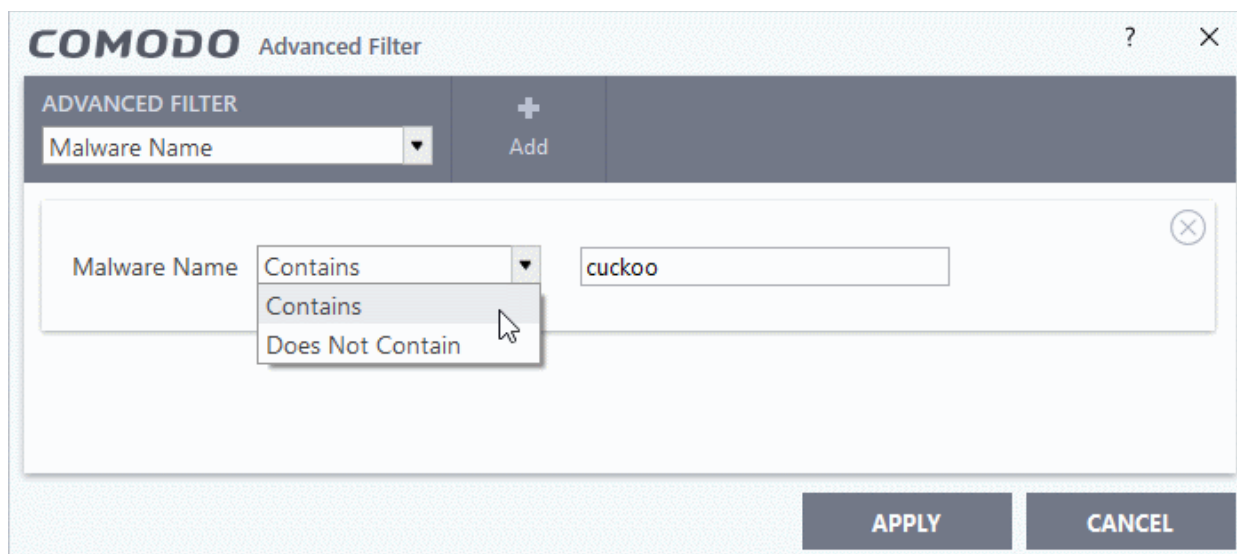 COMODO Advanced Filter ?
ADVANCED FILTER
Malware Name
Add
Malware Name Contains cuckoo
Contains
Does Not Contain
APPLY CANCEL